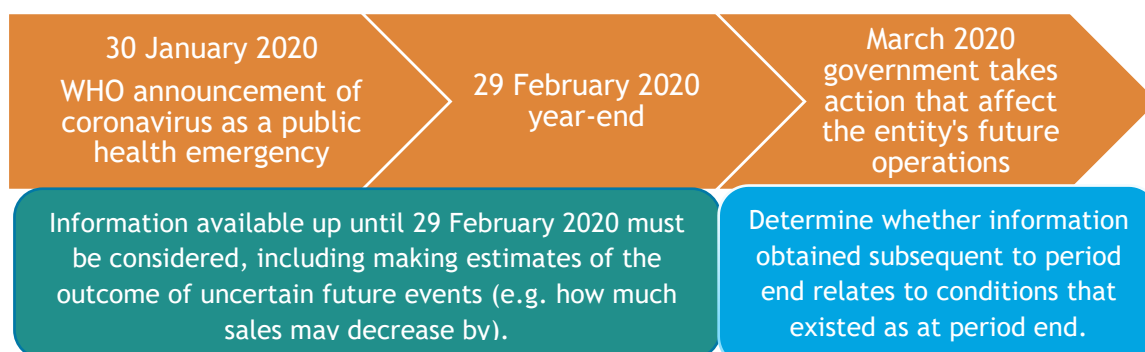 30 January 2020
WHO announcement of
coronavirus as a public
health emergency
29 February 2020
year-end
March 2020
government takes
action that affect
the entity's future
operations
Information available up until 29 February 2020 must
be considered, including making estimates of the
outcome of uncertain future events (e.g. how much
sales may decrease by).
Determine whether information
obtained subsequent to period
end relates to conditions that
existed as at period end.